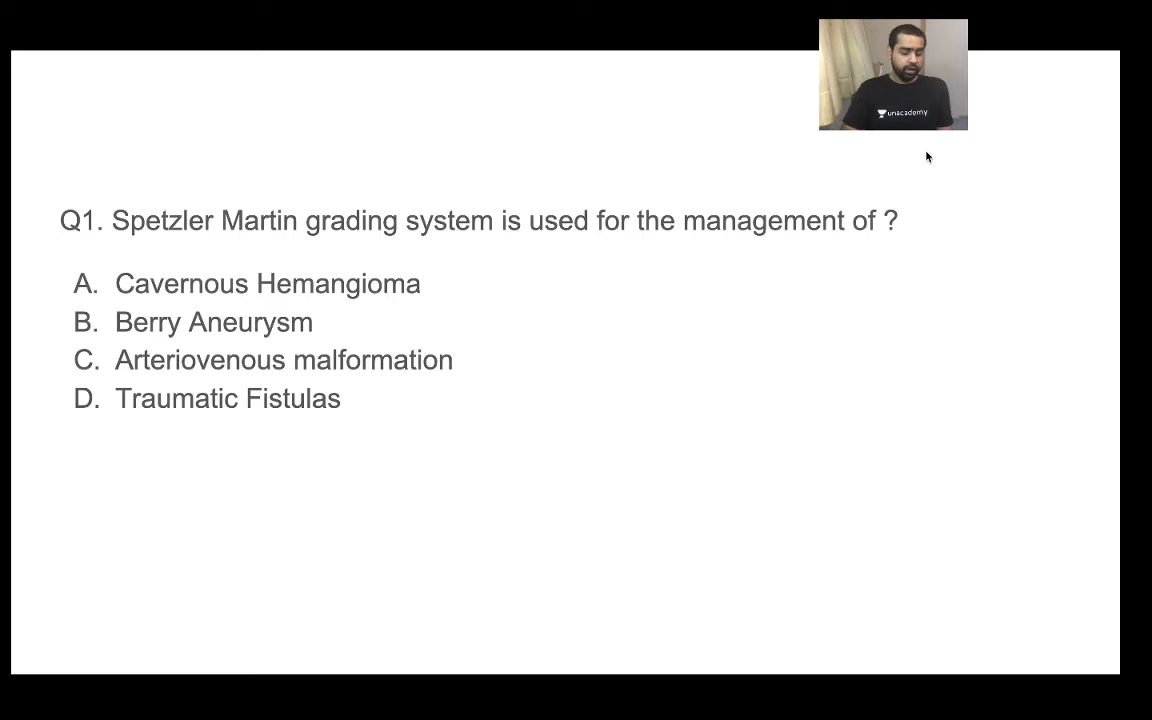 unacademy
Q1. Spetzler Martin grading system is used for the management of ?
A. Cavernous Hemangioma
B. Berry Aneurysm
C. Arteriovenous malformation
D. Traumatic Fistulas